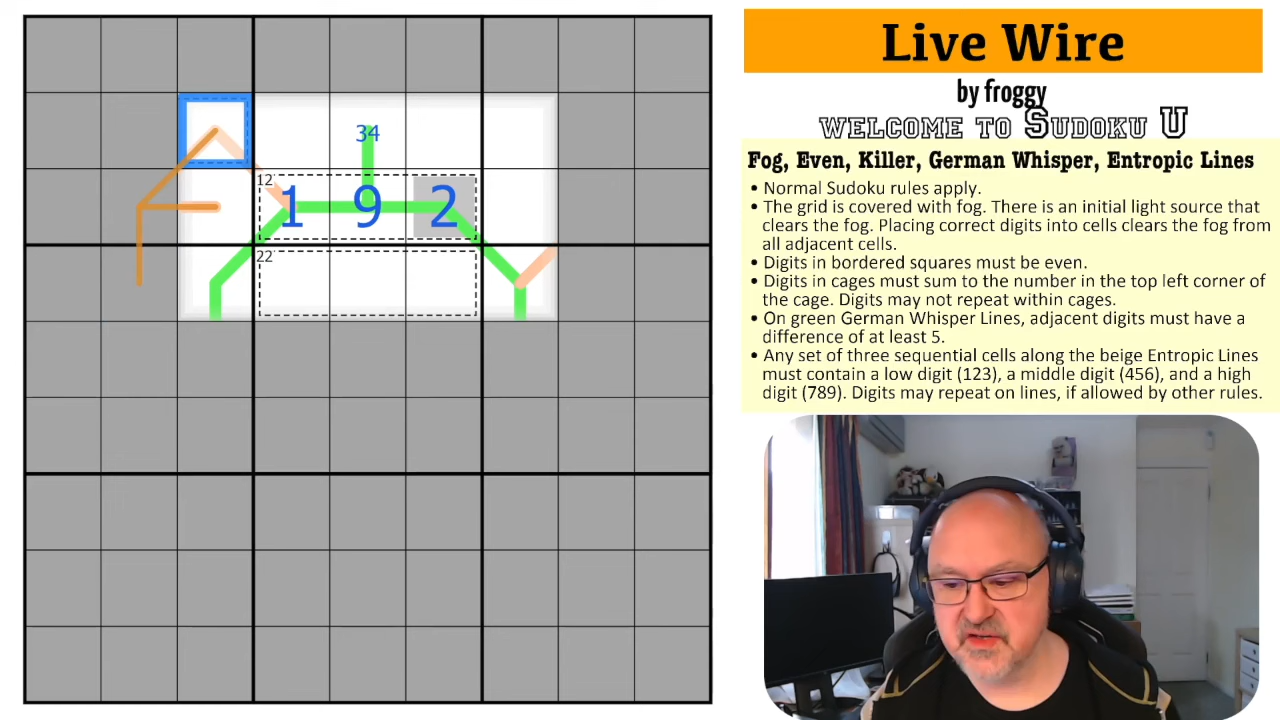 Live Wire
by froggy
WELCOME TO SUDOKU U
Fog, Even, Killer, German Whisper, Entropic Lines
• Normal Sudoku rules apply.
• The grid is covered with fog. There is an initial light source that
clears the fog. Placing correct digits into cells clears the fog from
all adjacent cells.
• Digits in bordered squares must be even.
• Digits in cages must sum to the number in the top left corner of
the cage. Digits may not repeat within cages.
• On green German Whisper Lines, adjacent digits must have a
difference of at least 5.
• Any set of three sequential cells along the beige Entropic Lines
must contain a low digit (123), a middle digit (456), and a high
digit (789). Digits may repeat on lines, if allowed by other rules.
34
12
1 9 2
22